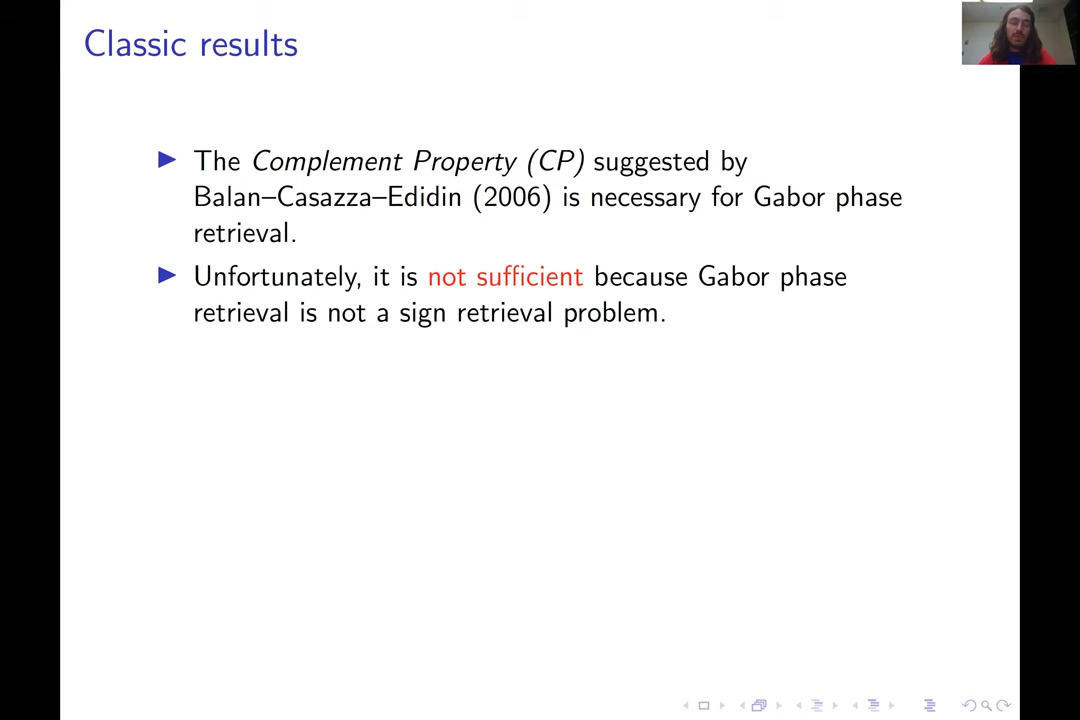 Classic results
The Complement Property (CP) suggested by
Balan–Casazza–Edidin (2006) is necessary for Gabor phase
retrieval.
Unfortunately, it is not sufficient because Gabor phase
retrieval is not a sign retrieval problem.